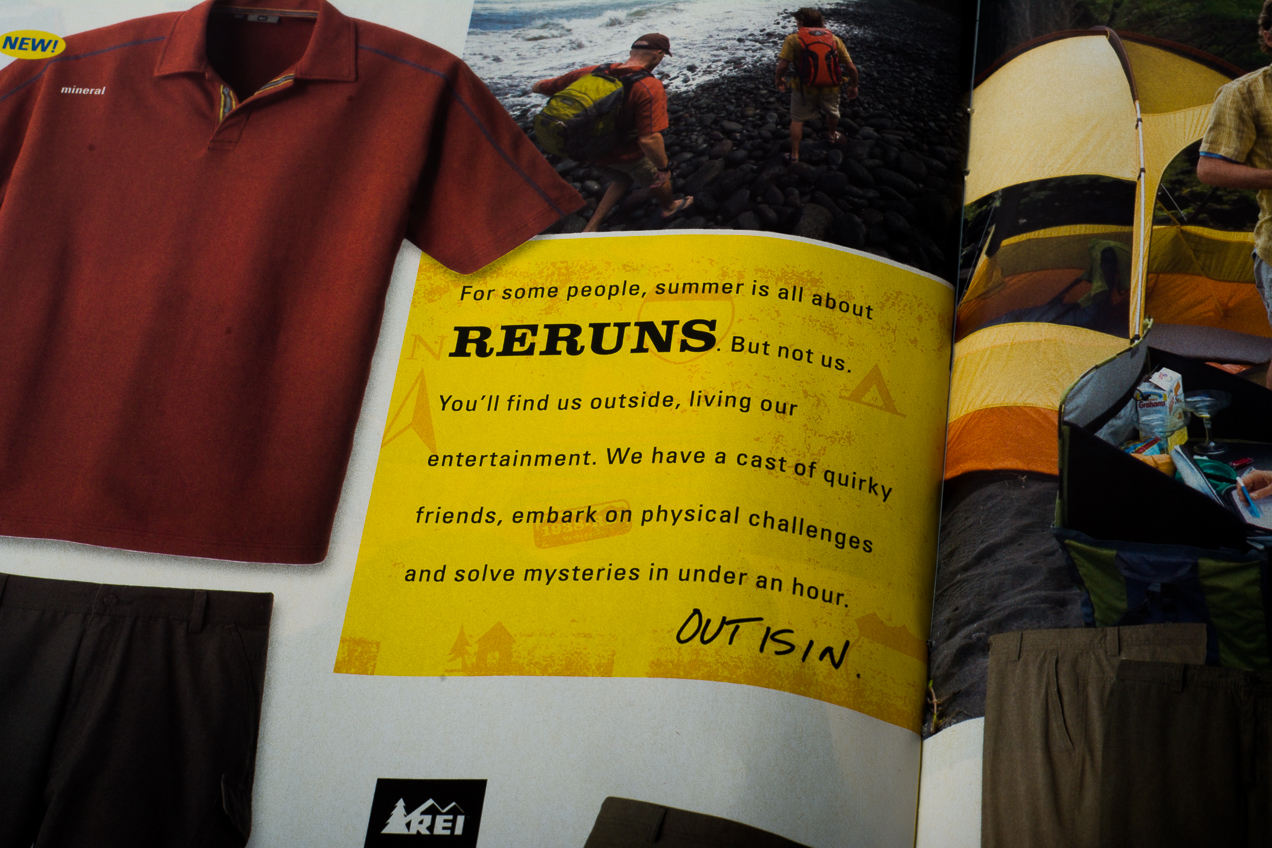 NEW!
mineral
For some people, summer is all about
RERUNS. But not us.
You'll find us outside, living our
entertainment. We have a cast of quirky
friends, embark on physical challenges
and solve mysteries in under an hour.
OUT IS IN.
REI
N
Grahams